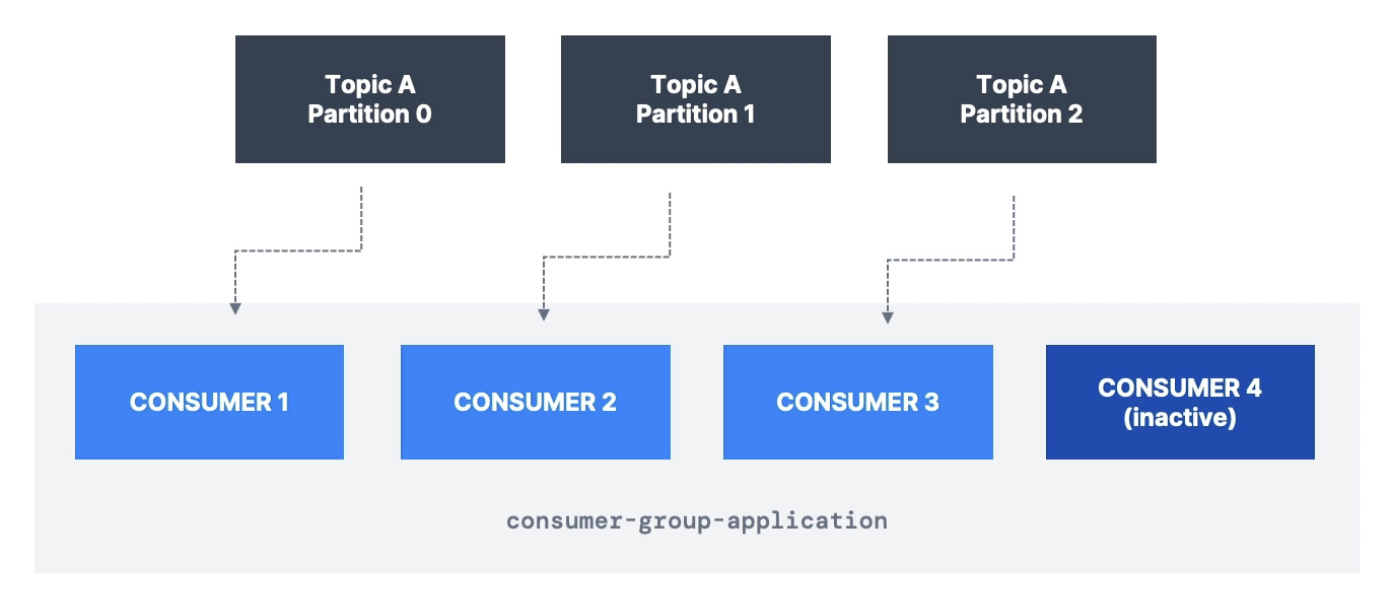 Topic A
Partition 0
Topic A
Partition 1
Topic A
Partition 2
CONSUMER 1
CONSUMER 2
CONSUMER 3
CONSUMER 4
(inactive)
consumer-group-application